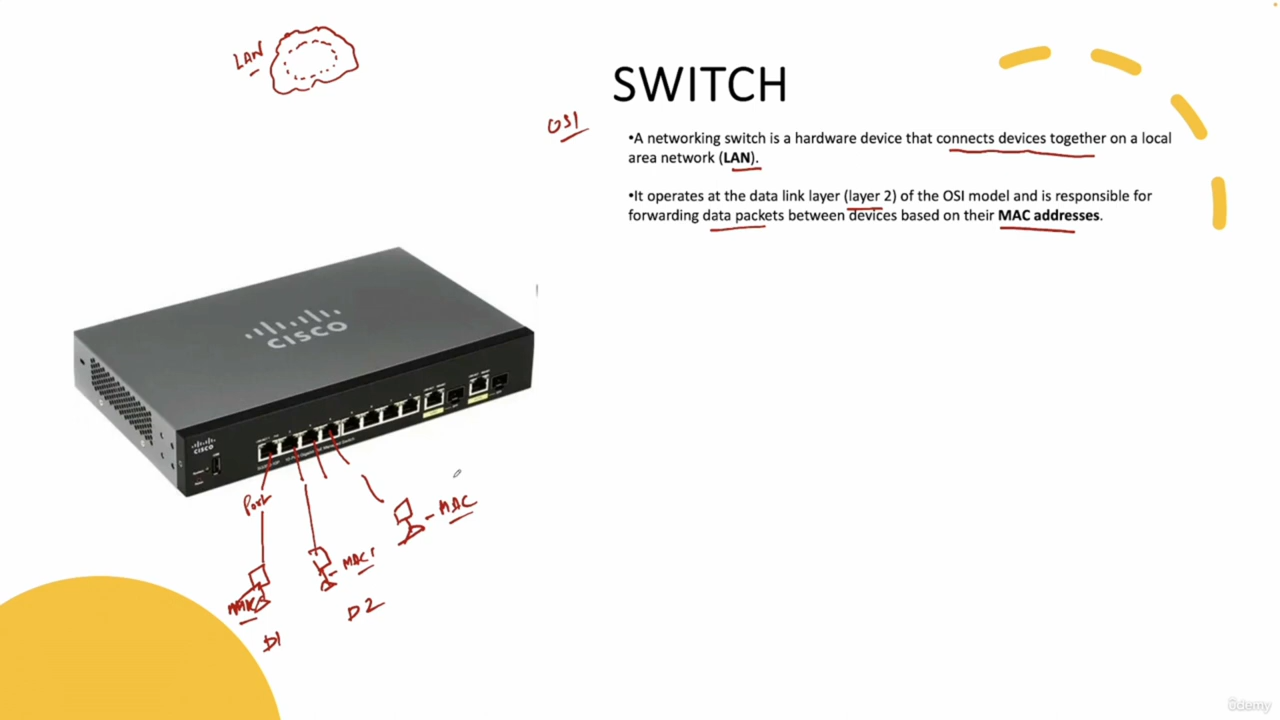 LAN
SWITCH
OSI
•A networking switch is a hardware device that connects devices together on a local
area network (LAN).
•It operates at the data link layer (layer 2) of the OSI model and is responsible for
forwarding data packets between devices based on their MAC addresses.
CISCO
CISCO
Port
MAC
MAC
D2
D1
ûdemy